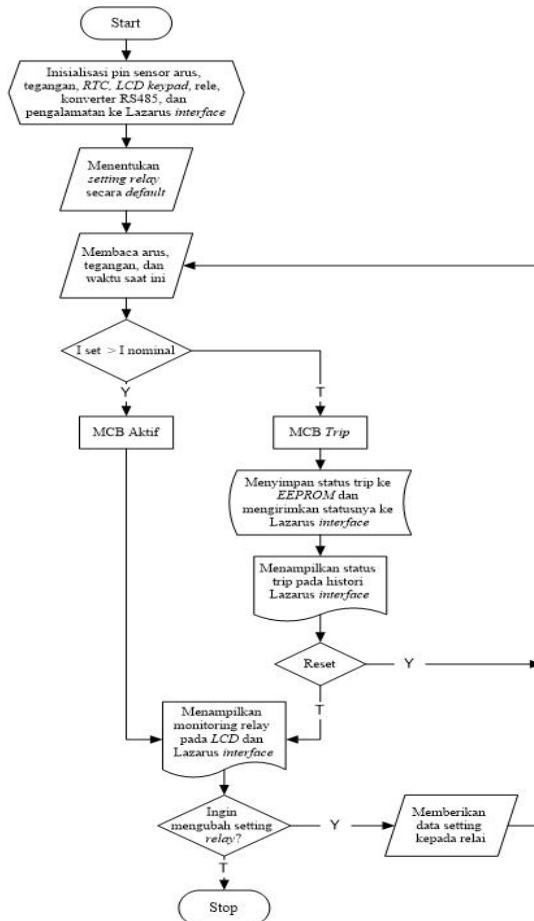 Start
Inisialisasi pin sensor arus,
tegangan, RTC, LCD keypad, rele,
konverter RS485, dan
pengalamatan ke Lazarus interface
Menentukan
setting relay
secara default
Membaca arus,
tegangan, dan
waktu saat ini
I set > I nominal
Y
T
MCB Aktif
MCB Trip
Menyimpan status trip ke
EEPROM dan
mengirimkan statusnya ke
Lazarus interface
Menampilkan status
trip pada histori
Lazarus interface
Reset
Y
T
Menampilkan
monitoring relay
pada LCD dan
Lazarus interface
Ingin
mengubah setting
relay?
Y
Memberikan
data setting
kepada relai
T
Stop